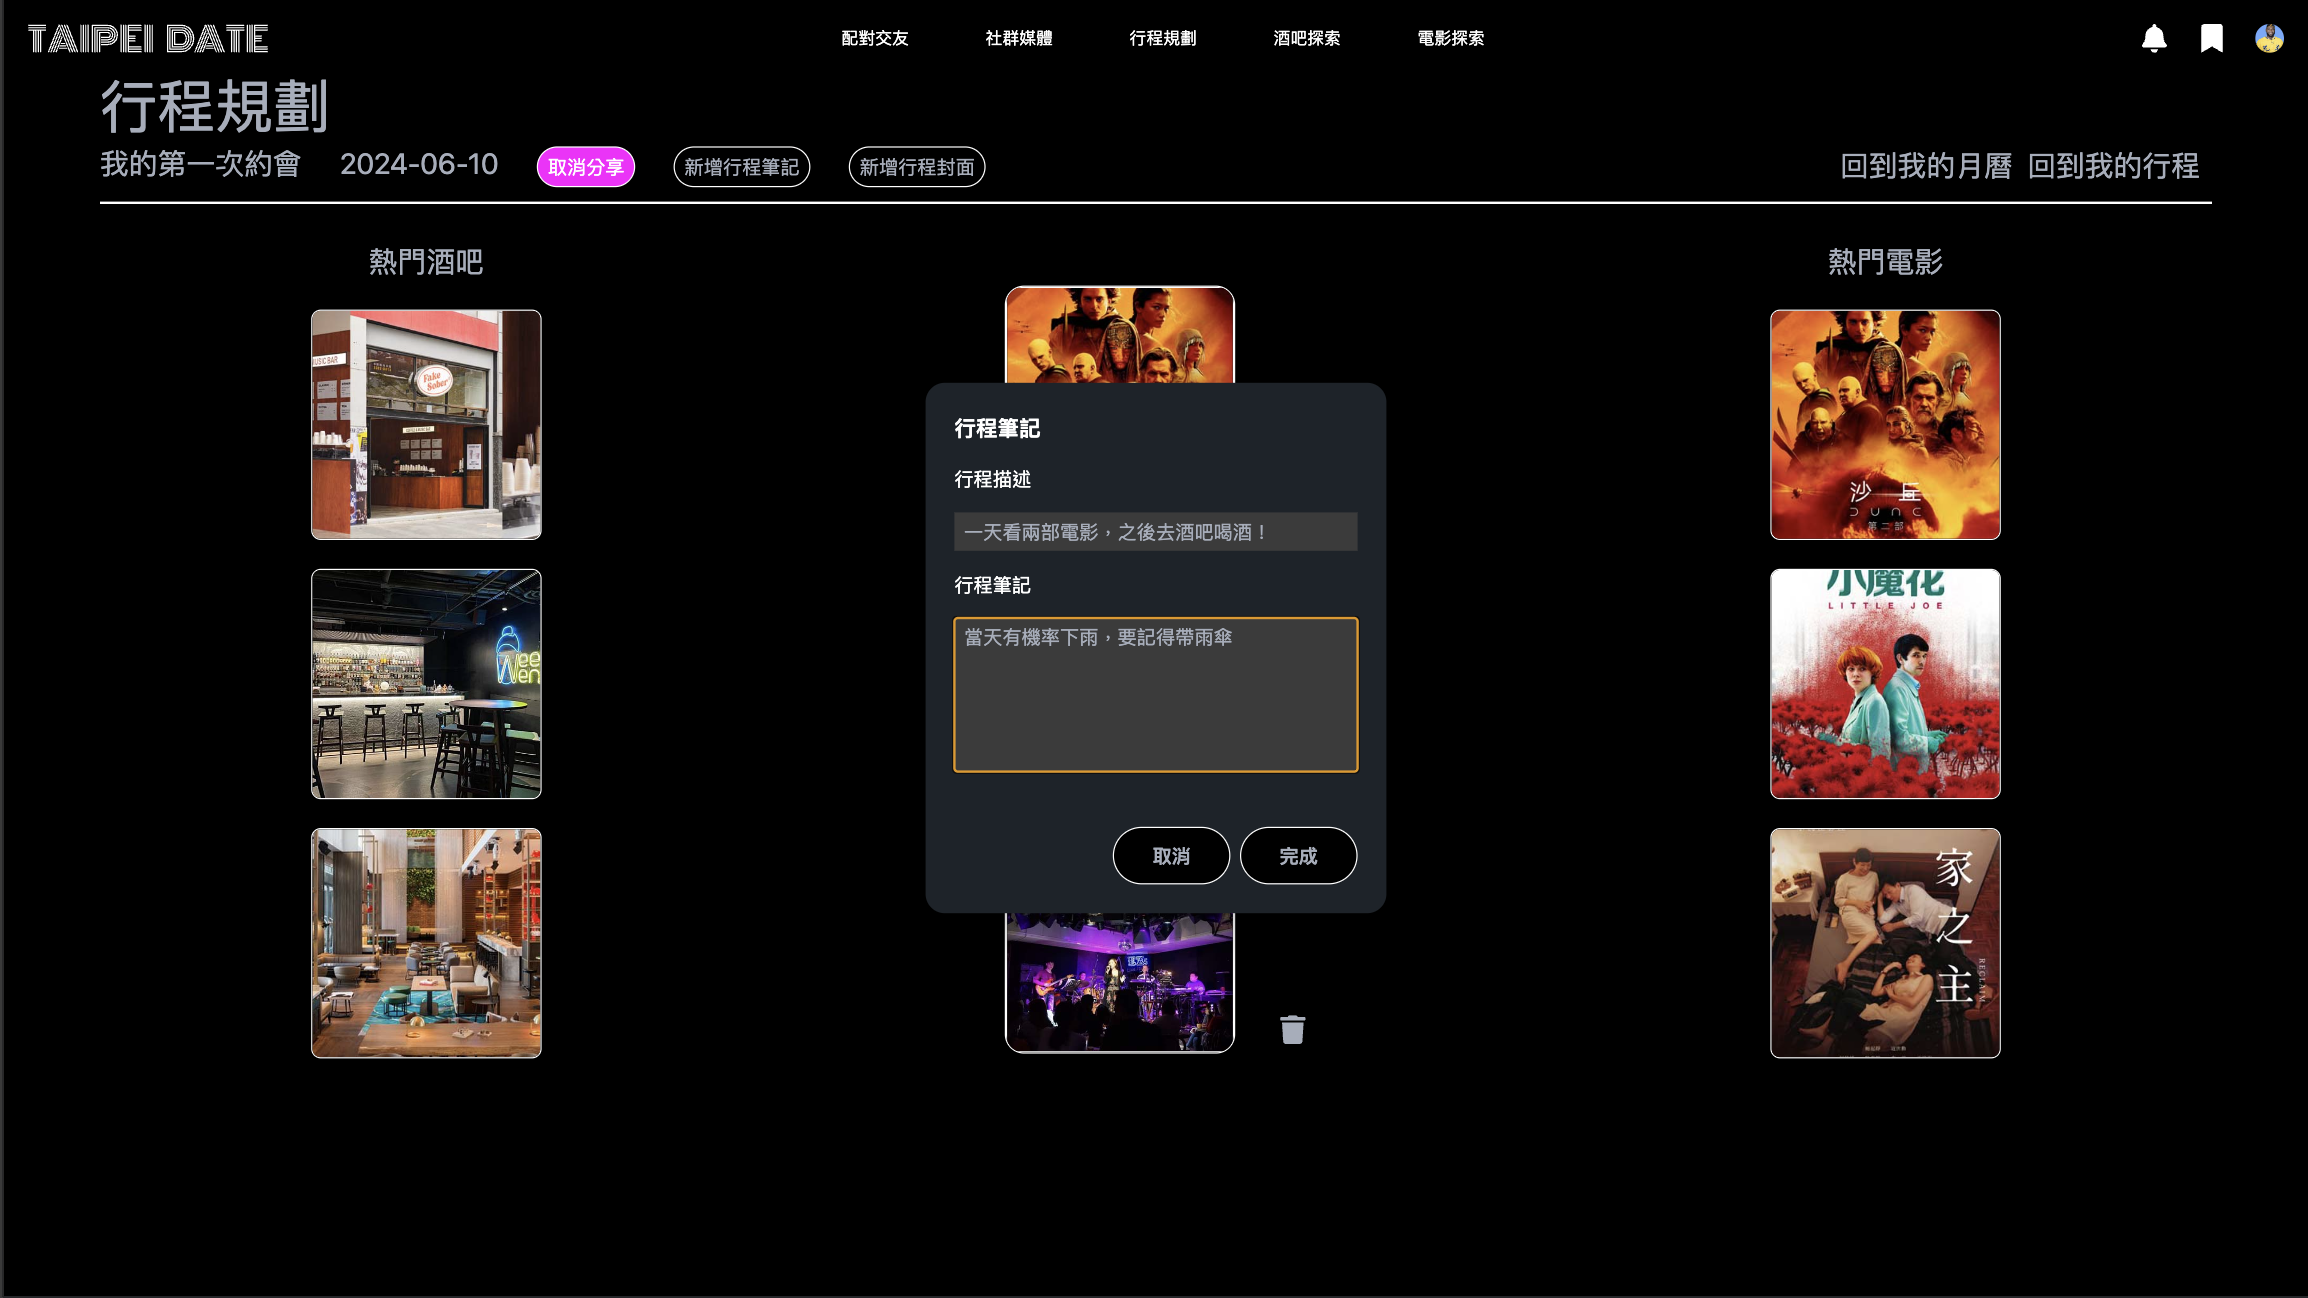 TAIPEI DATE
配對交友 社群媒體 行程規劃 酒吧探索 電影探索
行程規劃
我的第一次約會 2024-06-10 取消分享 新增行程筆記 新增行程封面 回到我的月曆 回到我的行程
熱門酒吧
熱門電影
USIC BAR
Fake
Sober
沙丘
第二部
行程筆記
行程描述
一天看兩部電影，之後去酒吧喝酒！
行程筆記
當天有機率下雨，要記得帶雨傘
取消 完成
Wee
Wen
小魔花
LITTLE JOE
家之主
RECLAIM